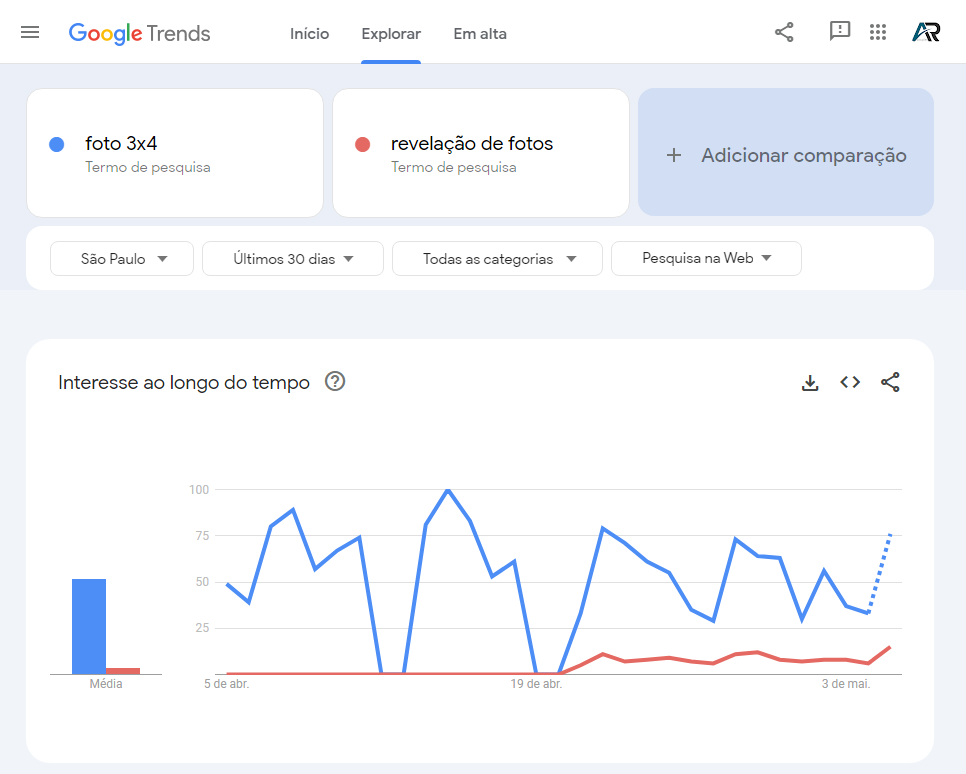 Google Trends
Início
Explorar
Em alta
AR
foto 3x4
Termo de pesquisa
revelação de fotos
Termo de pesquisa
+ Adicionar comparação
São Paulo
Últimos 30 dias
Todas as categorias
Pesquisa na Web
Interesse ao longo do tempo
100
75
50
25
Média
5 de abr.
19 de abr.
3 de mai.